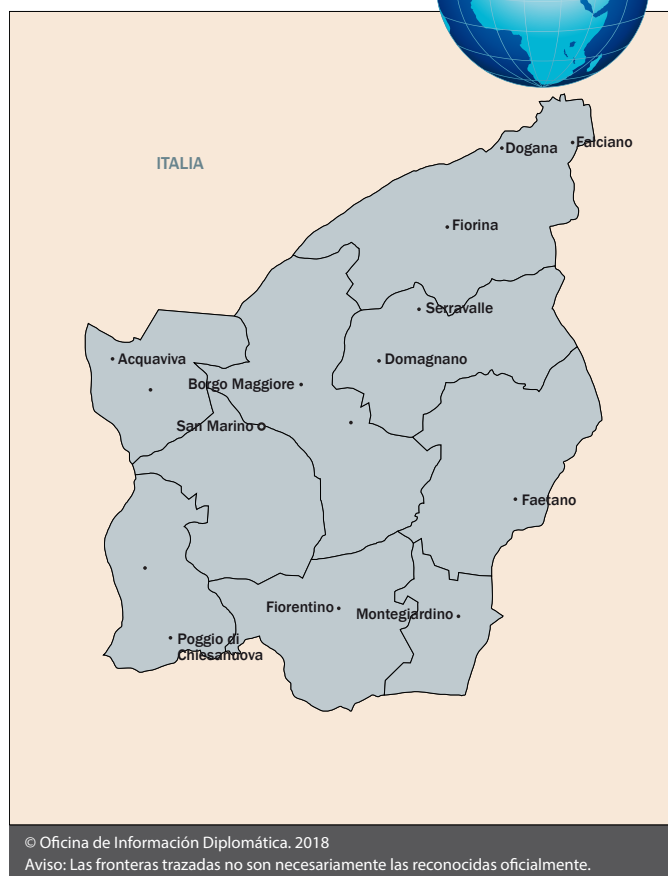 ITALIA
Dogana
Falciano
Fiorina
Serravalle
Acquaviva
Domagnano
Borgo Maggiore
San Marino
Faetano
Fiorentino
Montegiardino
Poggio di
Chiesanuova
© Oficina de Información Diplomática. 2018
Aviso: Las fronteras trazadas no son necesariamente las reconocidas oficialmente.